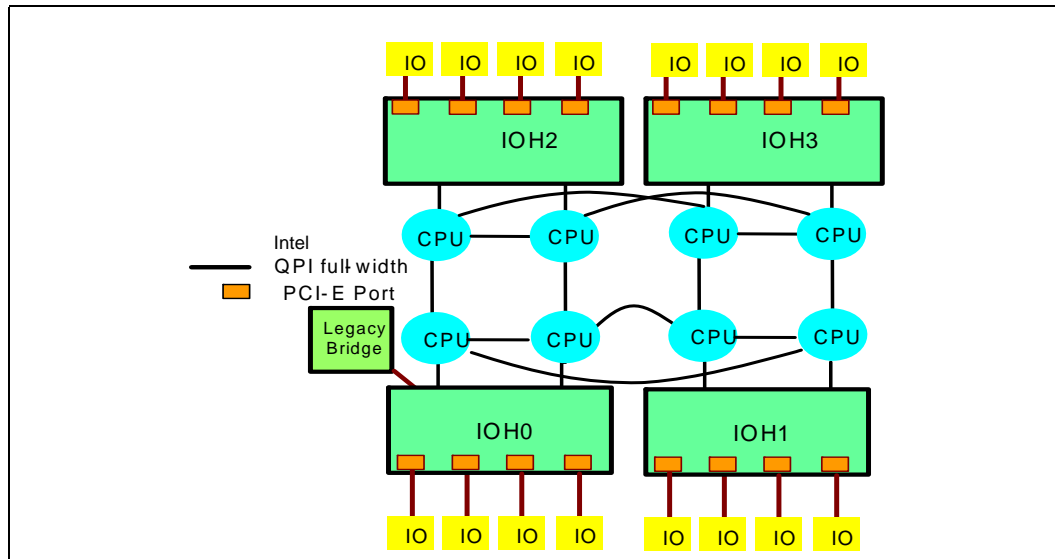 IO IO IO IO IO IO IO IO
IOH2 IOH3
CPU CPU CPU CPU
Intel
QPI full-width
PCI-E Port
Legacy
Bridge
CPU CPU CPU CPU
IOH0 IOH1
IO IO IO IO IO IO IO IO